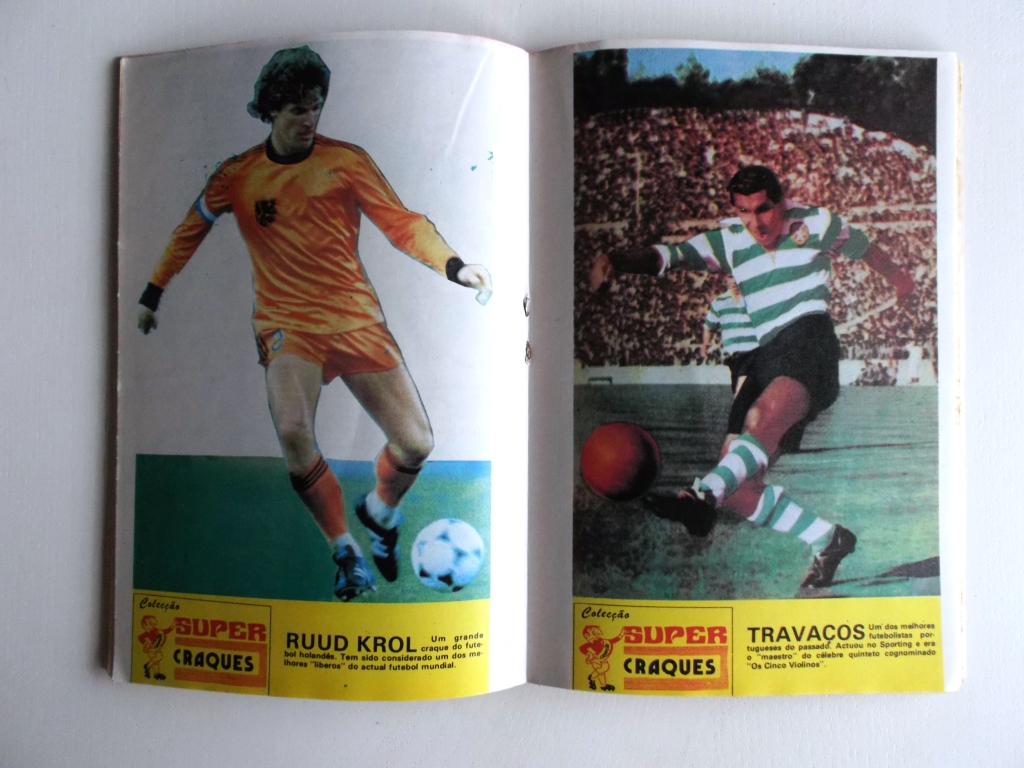 Colecção
SUPER
CRAQUES
RUUD KROL Um grande
craque do fute-
bol holandês. Tem sido considerado um dos me-
lhores "liberos" do actual futebol mundial.
Colecção
SUPER
CRAQUES
TRAVAÇOS Um dos melhores
futebolistas por-
tugueses do passado. Actuou no Sporting e era
o "maestro" do célebre quinteto cognominado
"Os Cinco Violinos".